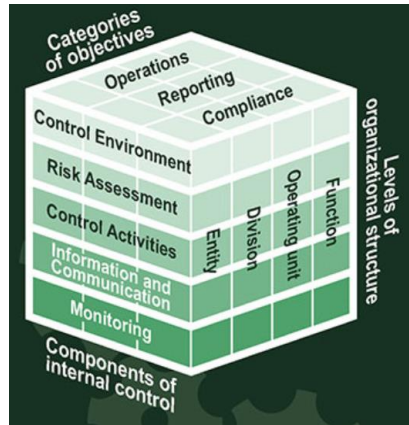 Categories
of objectives
Operations
Reporting
Compliance
Control Environment
Risk Assessment
Control Activities
Information and
Communication
Monitoring
Entity
Division
Operating unit
Function
Levels of
organizational structure
Components of
internal control